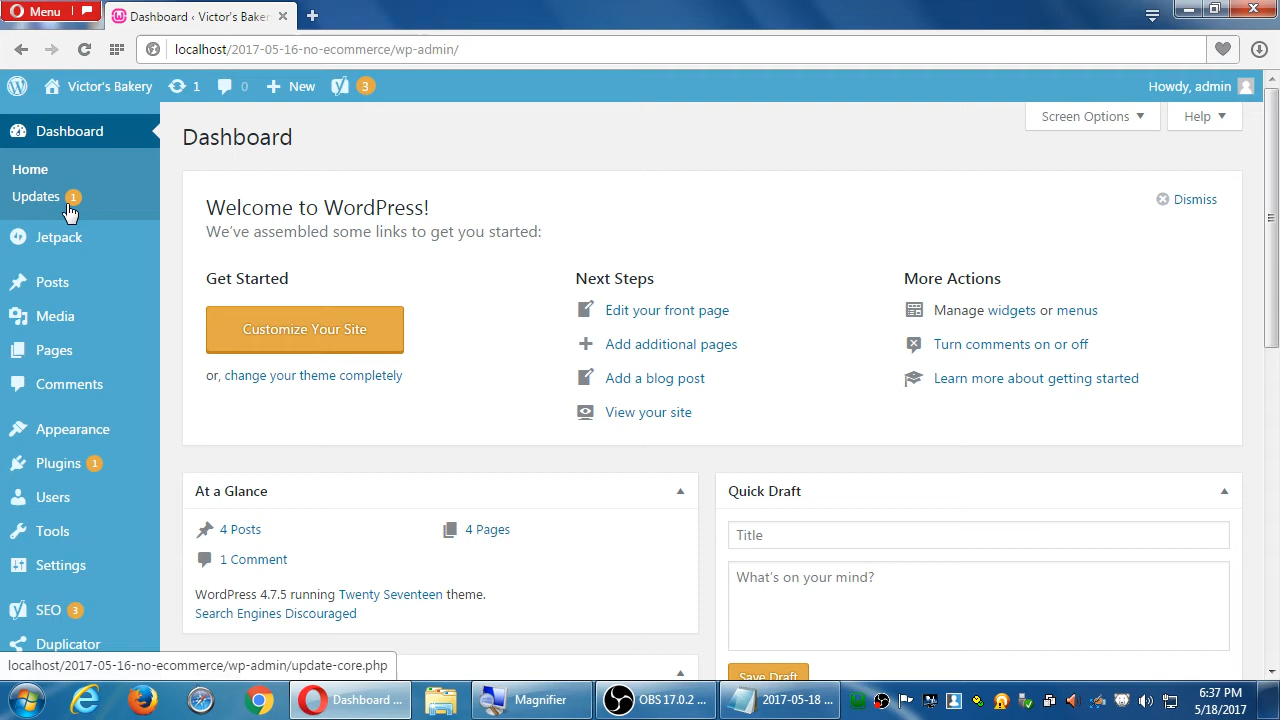 Menu
Dashboard ‹ Victor's Baker
localhost/2017-05-16-no-ecommerce/wp-admin/
Victor's Bakery 1 0 New 3 Howdy, admin
Screen Options Help
Dashboard
Home
Updates 1
Jetpack
Posts
Media
Pages
Comments
Appearance
Plugins 1
Users
Tools
Settings
SEO 3
Duplicator
Dashboard
Welcome to WordPress!
Dismiss
We've assembled some links to get you started:
Get Started
Customize Your Site
or, change your theme completely
Next Steps
Edit your front page
Add additional pages
Add a blog post
View your site
More Actions
Manage widgets or menus
Turn comments on or off
Learn more about getting started
At a Glance
4 Posts 4 Pages
1 Comment
WordPress 4.7.5 running Twenty Seventeen theme.
Search Engines Discouraged
Quick Draft
Title
What's on your mind?
Save Draft
localhost/2017-05-16-no-ecommerce/wp-admin/update-core.php
Dashboard ... Magnifier OBS 17.0.2 ... 2017-05-18 ...
6:37 PM
5/18/2017